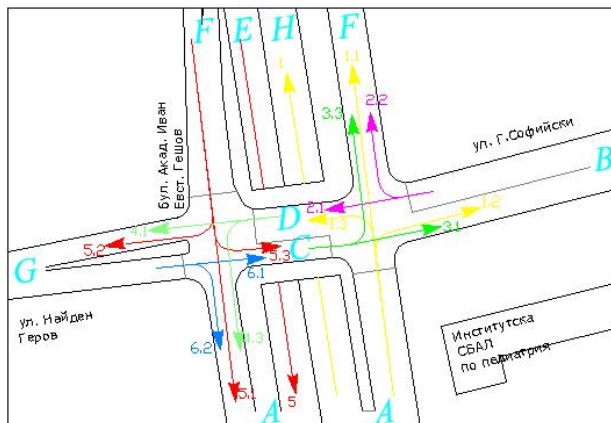 F E H F
1
1.1
бул. Акад. Иван
Евст. Гешов
3.3
2.2
ул. Г.Софийски
B
2.1
1.2
D
1.3
4.1
3.1
5.2
5.3
C
G
6.1
ул. Найден
Геров
6.2
4.3
Институтска
СБАЛ
по педиатрия
5.1
5
A
A